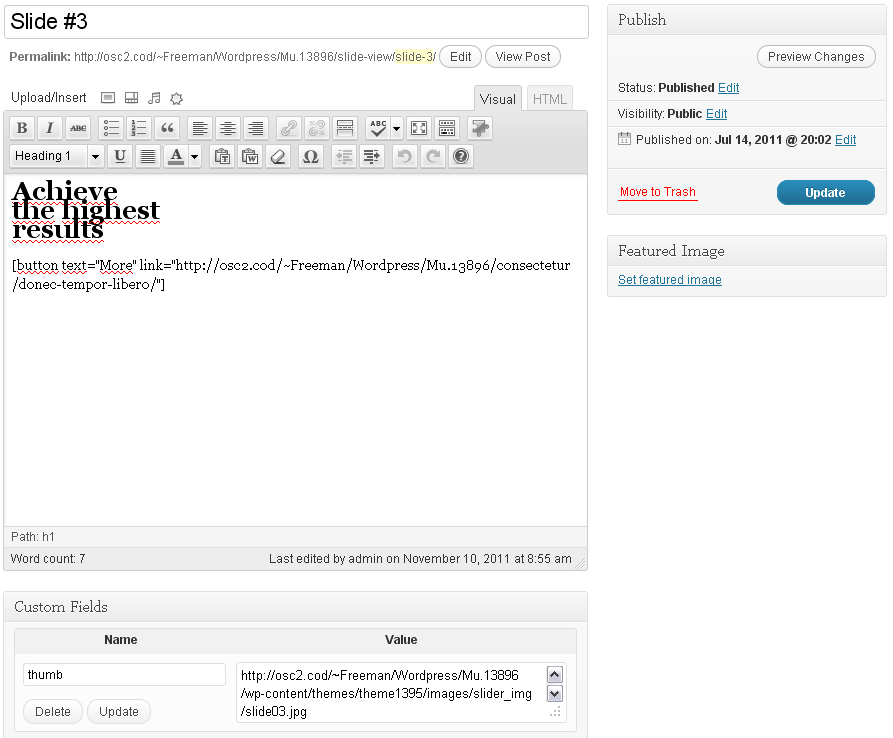 Slide #3
Permalink: http://osc2.cod/~Freeman/Wordpress/Mu.13896/slide-view/slide-3/ Edit View Post
Upload/Insert Visual HTML
B I ABC ABC
Heading 1 U A T W Ω ?
Achieve
the highest
results
[button text="More" link="http://osc2.cod/~Freeman/Wordpress/Mu.13896/consectetur
/donec-tempor-libero/"]
Path: h1
Word count: 7 Last edited by admin on November 10, 2011 at 8:55 am
Custom Fields
Name Value
thumb
http://osc2.cod/~Freeman/Wordpress/Mu.13896
/wp-content/themes/theme1395/images/slider_img
/slide03.jpg
Delete Update
Publish
Preview Changes
Status: Published Edit
Visibility: Public Edit
Published on: Jul 14, 2011 @ 20:02 Edit
Move to Trash Update
Featured Image
Set featured image